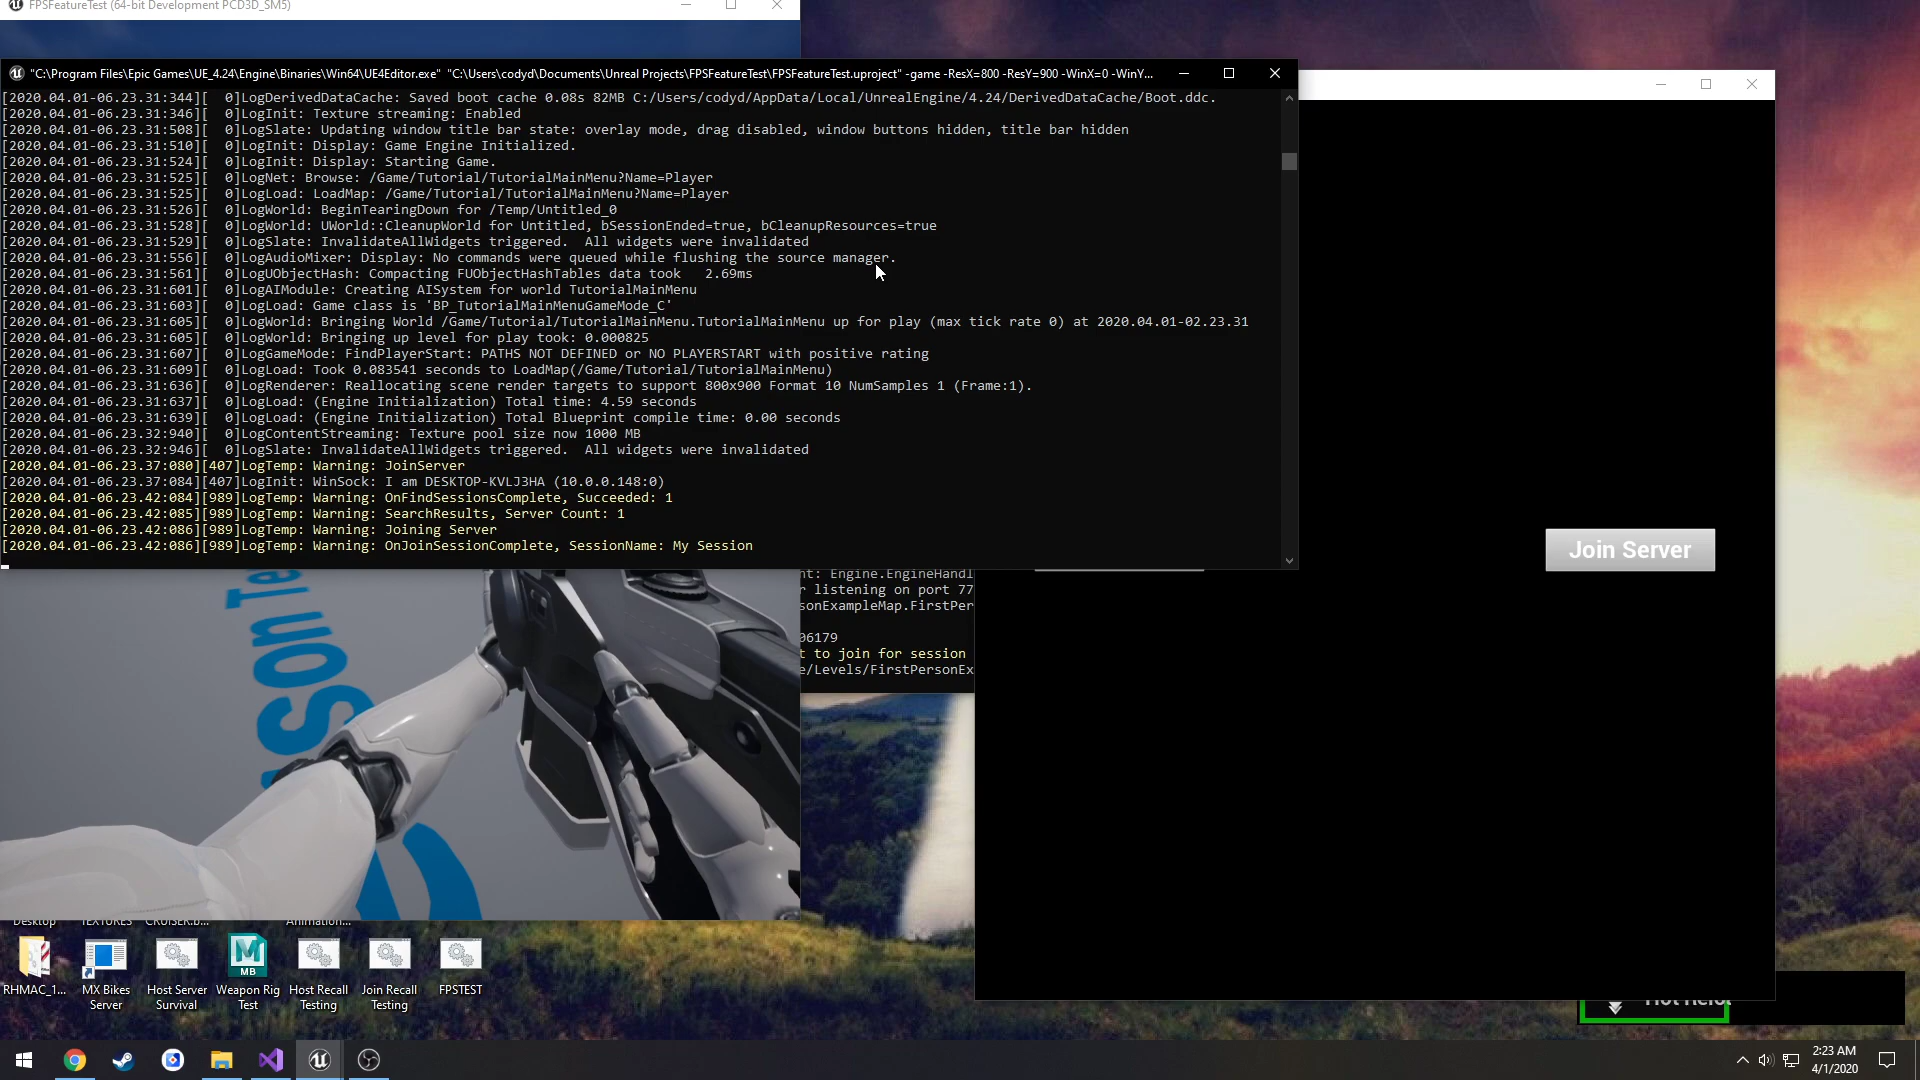 FPSFeatureTest (64-bit Development PCD3D_SM5)
"C:\Program Files\Epic Games\UE_4.24\Engine\Binaries\Win64\UE4Editor.exe" "C:\Users\codyd\Documents\Unreal Projects\FPSFeatureTest\FPSFeatureTest.uproject" -game -ResX=800 -ResY=900 -WinX=0 -WinY...
[2020.04.01-06.23.31:344][  0]LogDerivedDataCache: Saved boot cache 0.08s 82MB C:/Users/codyd/AppData/Local/UnrealEngine/4.24/DerivedDataCache/Boot.ddc.
[2020.04.01-06.23.31:346][  0]LogInit: Texture streaming: Enabled
[2020.04.01-06.23.31:508][  0]LogSlate: Updating window title bar state: overlay mode, drag disabled, window buttons hidden, title bar hidden
[2020.04.01-06.23.31:510][  0]LogInit: Display: Game Engine Initialized.
[2020.04.01-06.23.31:524][  0]LogInit: Display: Starting Game.
[2020.04.01-06.23.31:525][  0]LogNet: Browse: /Game/Tutorial/TutorialMainMenu?Name=Player
[2020.04.01-06.23.31:525][  0]LogLoad: LoadMap: /Game/Tutorial/TutorialMainMenu?Name=Player
[2020.04.01-06.23.31:526][  0]LogWorld: BeginTearingDown for /Temp/Untitled_0
[2020.04.01-06.23.31:528][  0]LogWorld: UWorld::CleanupWorld for Untitled, bSessionEnded=true, bCleanupResources=true
[2020.04.01-06.23.31:529][  0]LogSlate: InvalidateAllWidgets triggered.  All widgets were invalidated
[2020.04.01-06.23.31:556][  0]LogAudioMixer: Display: No commands were queued while flushing the source manager.
[2020.04.01-06.23.31:561][  0]LogUObjectHash: Compacting FUObjectHashTables data took   2.69ms
[2020.04.01-06.23.31:601][  0]LogAIModule: Creating AISystem for world TutorialMainMenu
[2020.04.01-06.23.31:603][  0]LogLoad: Game class is 'BP_TutorialMainMenuGameMode_C'
[2020.04.01-06.23.31:605][  0]LogWorld: Bringing World /Game/Tutorial/TutorialMainMenu.TutorialMainMenu up for play (max tick rate 0) at 2020.04.01-02.23.31
[2020.04.01-06.23.31:605][  0]LogWorld: Bringing up level for play took: 0.000825
[2020.04.01-06.23.31:607][  0]LogGameMode: FindPlayerStart: PATHS NOT DEFINED or NO PLAYERSTART with positive rating
[2020.04.01-06.23.31:609][  0]LogLoad: Took 0.083541 seconds to LoadMap(/Game/Tutorial/TutorialMainMenu)
[2020.04.01-06.23.31:636][  0]LogRenderer: Reallocating scene render targets to support 800x900 Format 10 NumSamples 1 (Frame:1).
[2020.04.01-06.23.31:637][  0]LogLoad: (Engine Initialization) Total time: 4.59 seconds
[2020.04.01-06.23.31:639][  0]LogLoad: (Engine Initialization) Total Blueprint compile time: 0.00 seconds
[2020.04.01-06.23.32:940][  0]LogContentStreaming: Texture pool size now 1000 MB
[2020.04.01-06.23.32:946][  0]LogSlate: InvalidateAllWidgets triggered.  All widgets were invalidated
[2020.04.01-06.23.37:080][407]LogTemp: Warning: JoinServer
[2020.04.01-06.23.37:084][407]LogInit: WinSock: I am DESKTOP-KVLJ3HA (10.0.0.148:0)
[2020.04.01-06.23.42:084][989]LogTemp: Warning: OnFindSessionsComplete, Succeeded: 1
[2020.04.01-06.23.42:085][989]LogTemp: Warning: SearchResults, Server Count: 1
[2020.04.01-06.23.42:086][989]LogTemp: Warning: Joining Server
[2020.04.01-06.23.42:086][989]LogTemp: Warning: OnJoinSessionComplete, SessionName: My Session
Join Server
nt: Engine.EngineHandl
r listening on port 77
sonExampleMap.FirstPer
06179
t to join for session
e/Levels/FirstPersonEx
Desktop
TEXTURES
CRUISER.b...
Animation...
RHMAC_1...
MX Bikes
Server
Host Server
Survival
MB
Weapon Rig
Test
Host Recall
Testing
Join Recall
Testing
FPSTEST
2:23 AM
4/1/2020